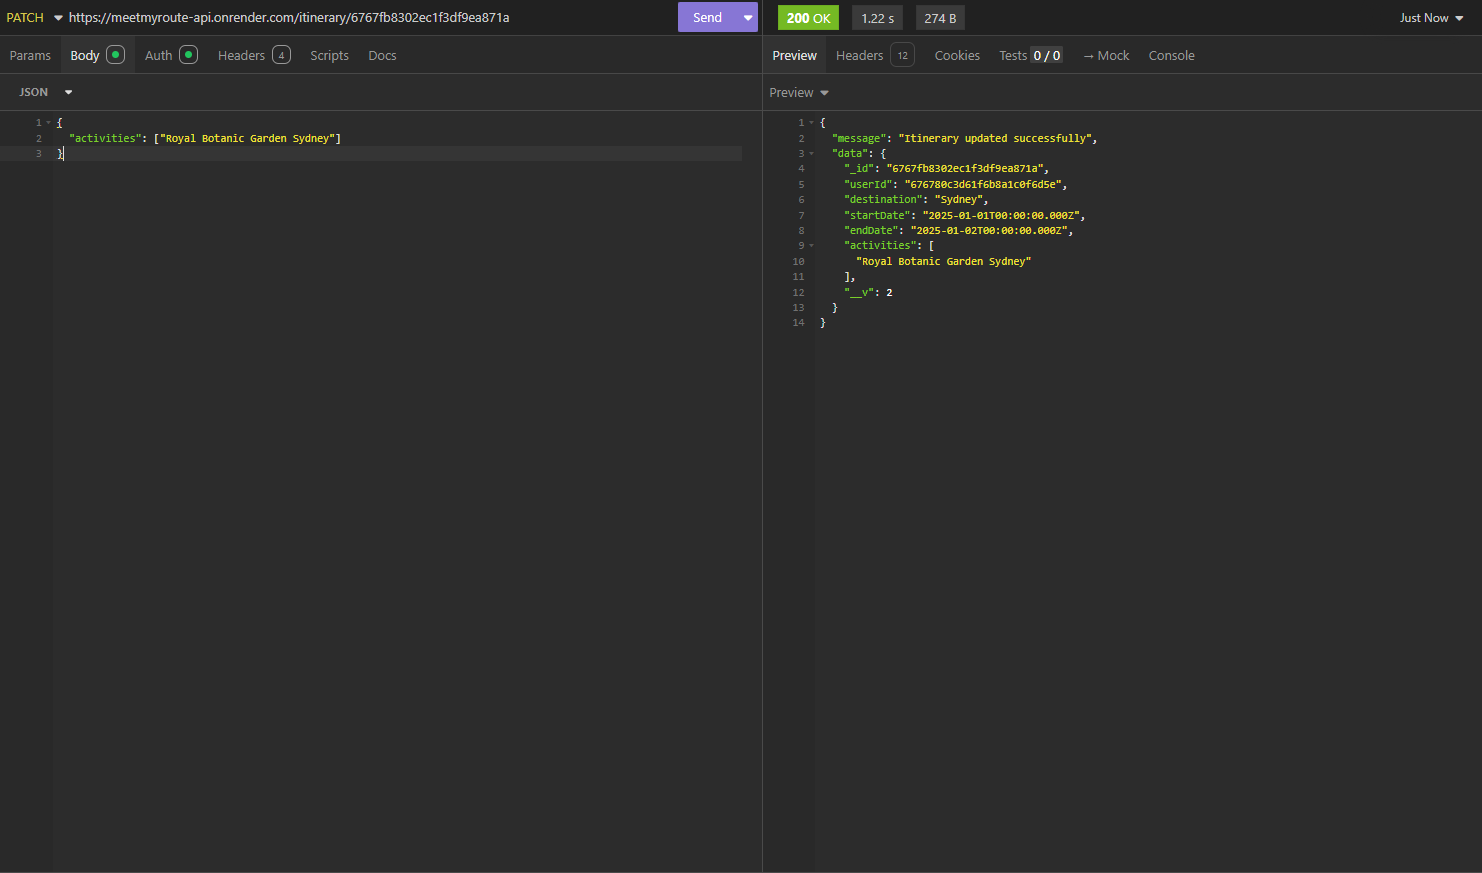 PATCH https://meetmyroute-api.onrender.com/itinerary/6767fb8302ec1f3df9ea871a Send 200 OK 1.22 s 274 B Just Now
Params Body Auth Headers 4 Scripts Docs
Preview Headers 12 Cookies Tests 0 / 0 → Mock Console
JSON
Preview
1 {
2 "activities": ["Royal Botanic Garden Sydney"]
3 }
1 {
2 "message": "Itinerary updated successfully",
3 "data": {
4 "_id": "6767fb8302ec1f3df9ea871a",
5 "userId": "676780c3d61f6b8a1c0f6d5e",
6 "destination": "Sydney",
7 "startDate": "2025-01-01T00:00:00.000Z",
8 "endDate": "2025-01-02T00:00:00.000Z",
9 "activities": [
10 "Royal Botanic Garden Sydney"
11 ],
12 "__v": 2
13 }
14 }